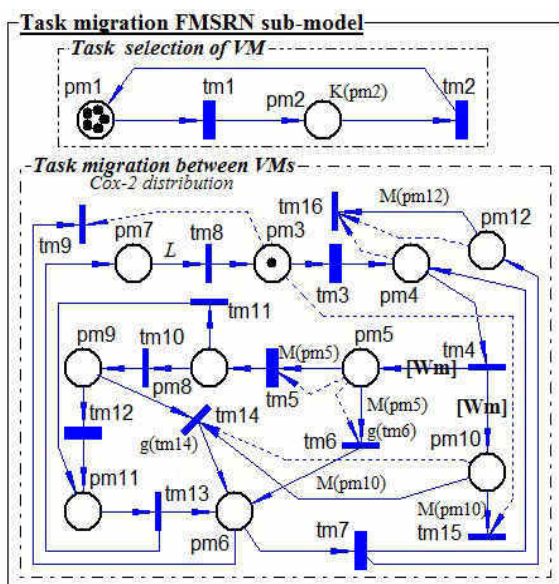 Task migration FMSRN sub-model
Task selection of VM
pm1
tm1
pm2
K(pm2)
tm2
Task migration between VMs
Cox-2 distribution
tm9
pm7
L
tm8
pm3
tm16
M(pm12)
pm12
tm3
pm4
tm11
pm9
tm10
pm8
M(pm5)
tm5
pm5
[Wm]
tm4
tm12
tm14
g(tm14)
tm6
M(pm5)
g(tm6)
[Wm]
pm10
pm11
tm13
M(pm10)
M(pm10)
tm15
pm6
tm7